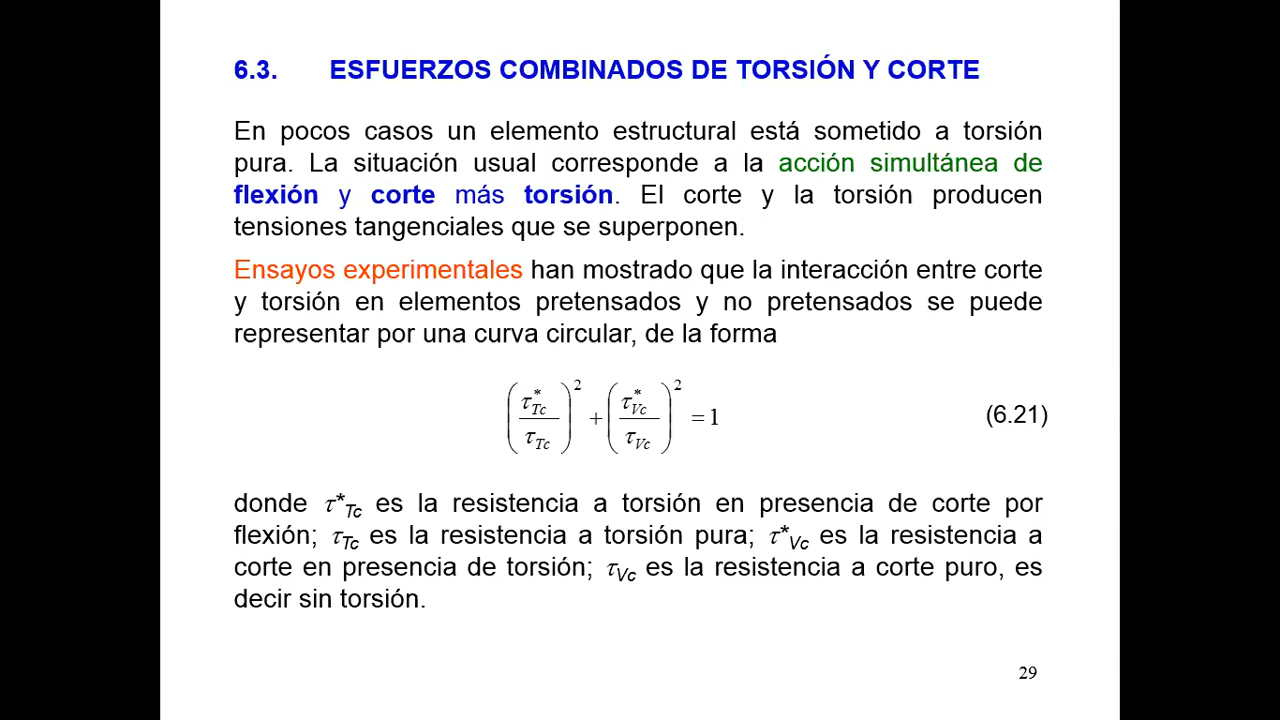 6.3. ESFUERZOS COMBINADOS DE TORSIÓN Y CORTE
En pocos casos un elemento estructural está sometido a torsión
pura. La situación usual corresponde a la acción simultánea de
flexión y corte más torsión. El corte y la torsión producen
tensiones tangenciales que se superponen.
Ensayos experimentales han mostrado que la interacción entre corte
y torsión en elementos pretensados y no pretensados se puede
representar por una curva circular, de la forma
(τ*Tc / τTc)² + (τ*Vc / τVc)² = 1 (6.21)
donde τ*Tc es la resistencia a torsión en presencia de corte por
flexión; τTc es la resistencia a torsión pura; τ*Vc es la resistencia a
corte en presencia de torsión; τVc es la resistencia a corte puro, es
decir sin torsión.
29